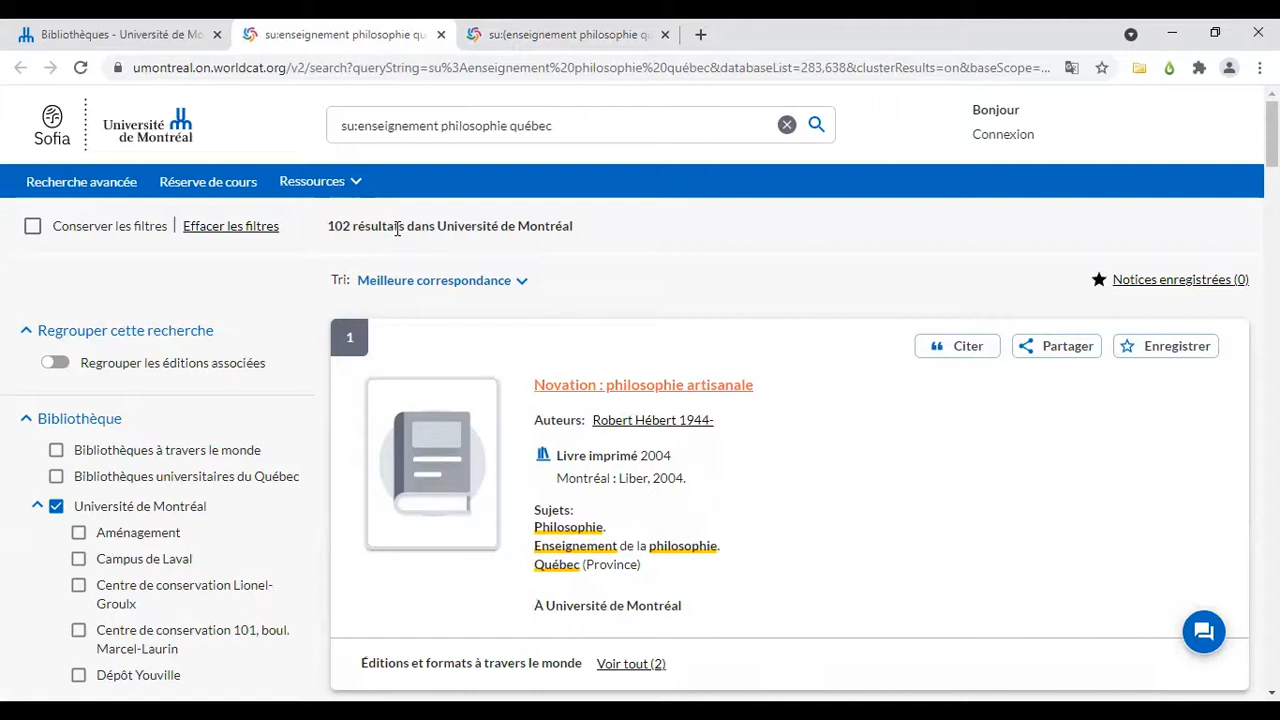 Bibliothèques - Université de Mo
su:enseignement philosophie qu
su:(enseignement philosophie qu
umontreal.on.worldcat.org/v2/search?queryString=su%3Aenseignement%20philosophie%20québec&databaseList=283,638&clusterResults=on&baseScope=...
Sofia
Université de Montréal
su:enseignement philosophie québec
Bonjour
Connexion
Recherche avancée
Réserve de cours
Ressources
Conserver les filtres
Effacer les filtres
102 résultats dans Université de Montréal
Tri: Meilleure correspondance
Notices enregistrées (0)
Regrouper cette recherche
Regrouper les éditions associées
Bibliothèque
Bibliothèques à travers le monde
Bibliothèques universitaires du Québec
Université de Montréal
Aménagement
Campus de Laval
Centre de conservation Lionel-
Groulx
Centre de conservation 101, boul.
Marcel-Laurin
Dépôt Youville
1
Citer
Partager
Enregistrer
Novation : philosophie artisanale
Auteurs: Robert Hébert 1944-
Livre imprimé 2004
Montréal : Liber, 2004.
Sujets:
Philosophie.
Enseignement de la philosophie.
Québec (Province)
À Université de Montréal
Éditions et formats à travers le monde Voir tout (2)